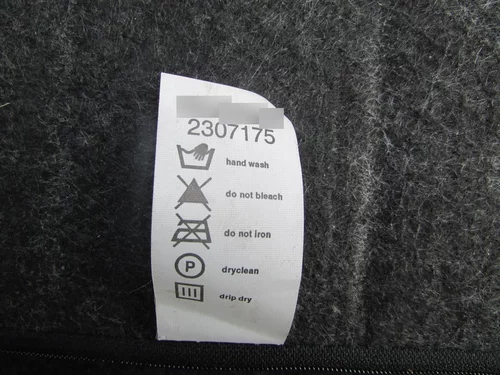 2307175
hand wash
do not bleach
do not iron
P dryclean
drip dry